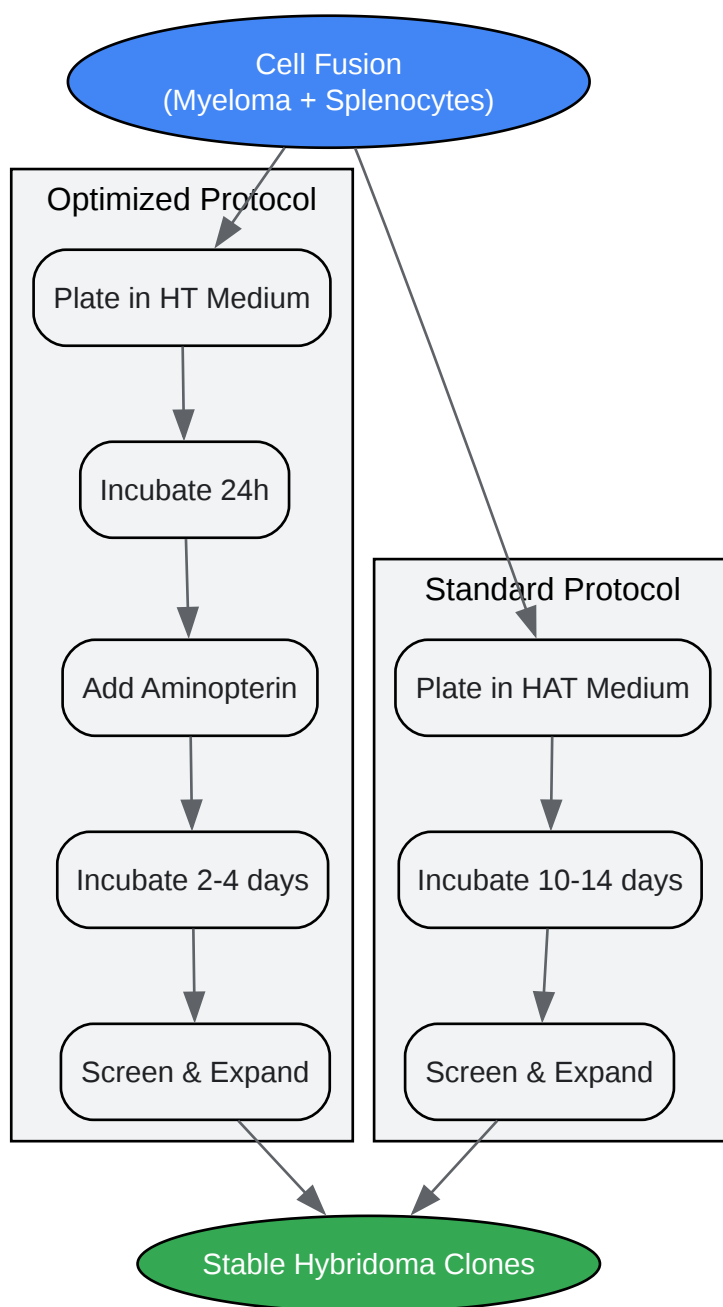 Cell Fusion
(Myeloma + Splenocytes)
Optimized Protocol
Plate in HT Medium
Incubate 24h
Add Aminopterin
Incubate 2-4 days
Screen & Expand
Standard Protocol
Plate in HAT Medium
Incubate 10-14 days
Screen & Expand
Stable Hybridoma Clones